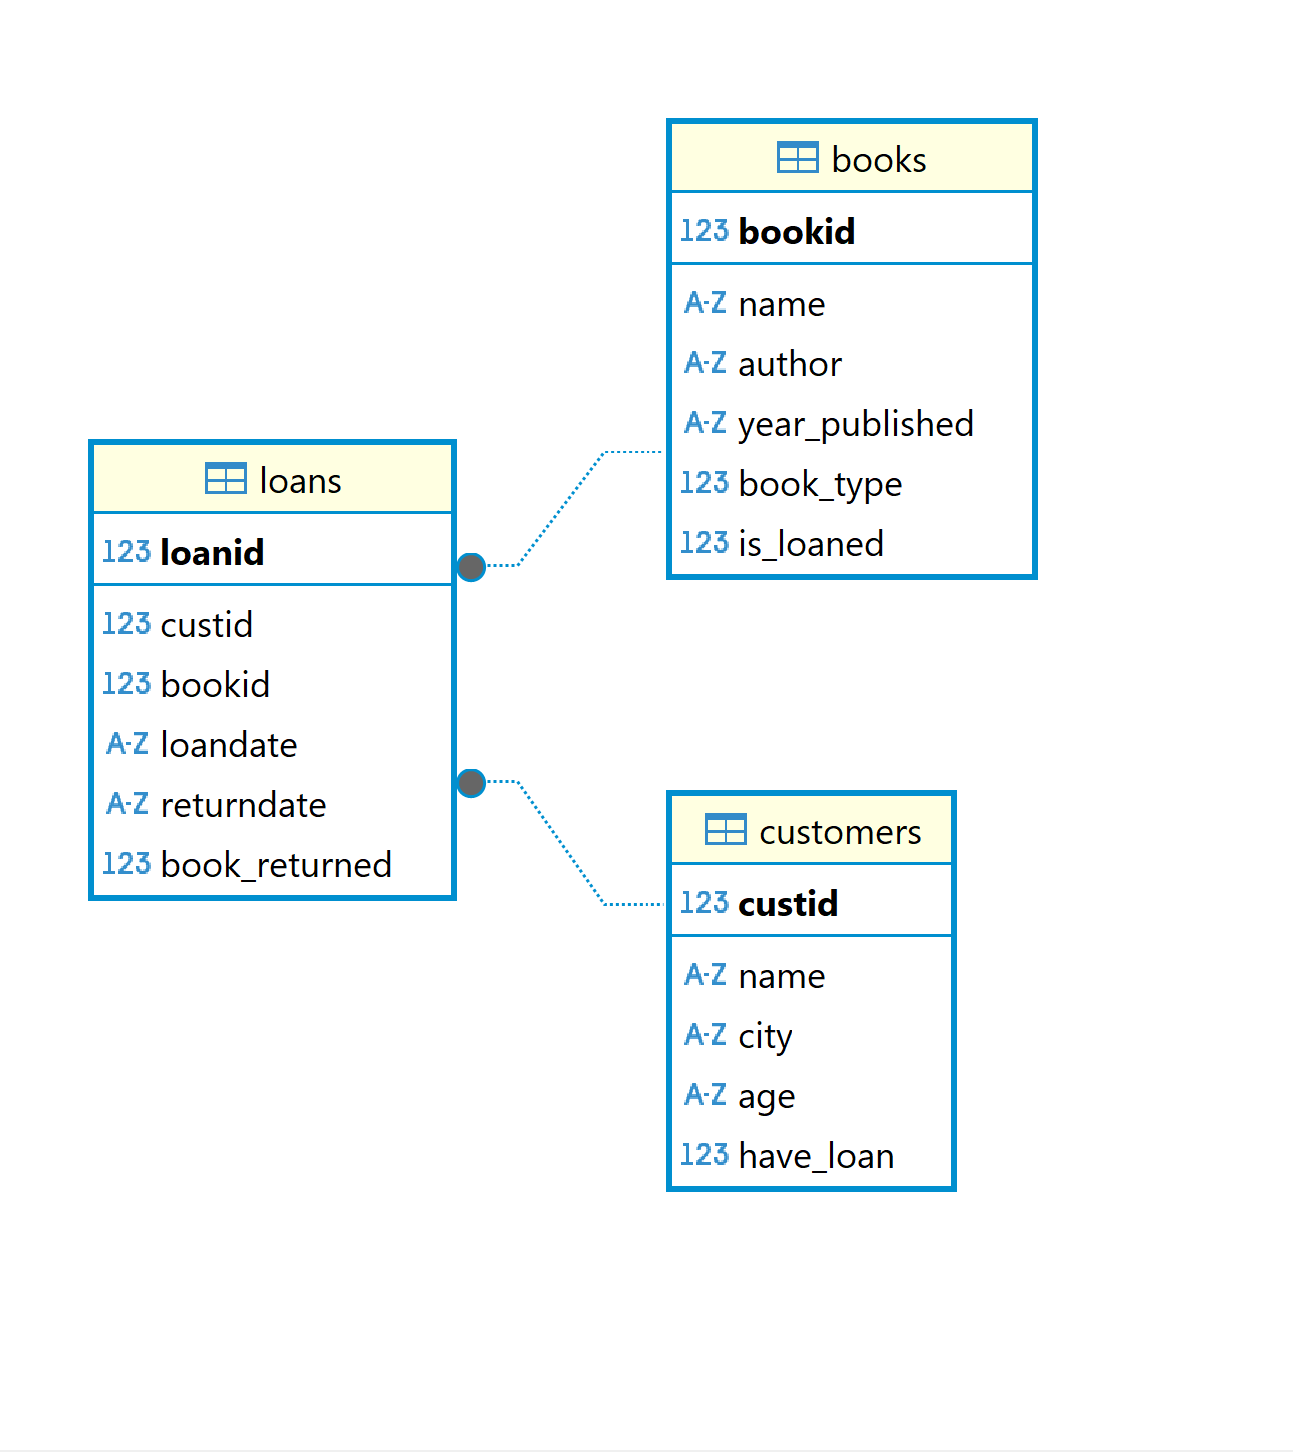 books
123 bookid
A-Z name
A-Z author
A-Z year_published
123 book_type
123 is_loaned
loans
123 loanid
123 custid
123 bookid
A-Z loandate
A-Z returndate
123 book_returned
customers
123 custid
A-Z name
A-Z city
A-Z age
123 have_loan